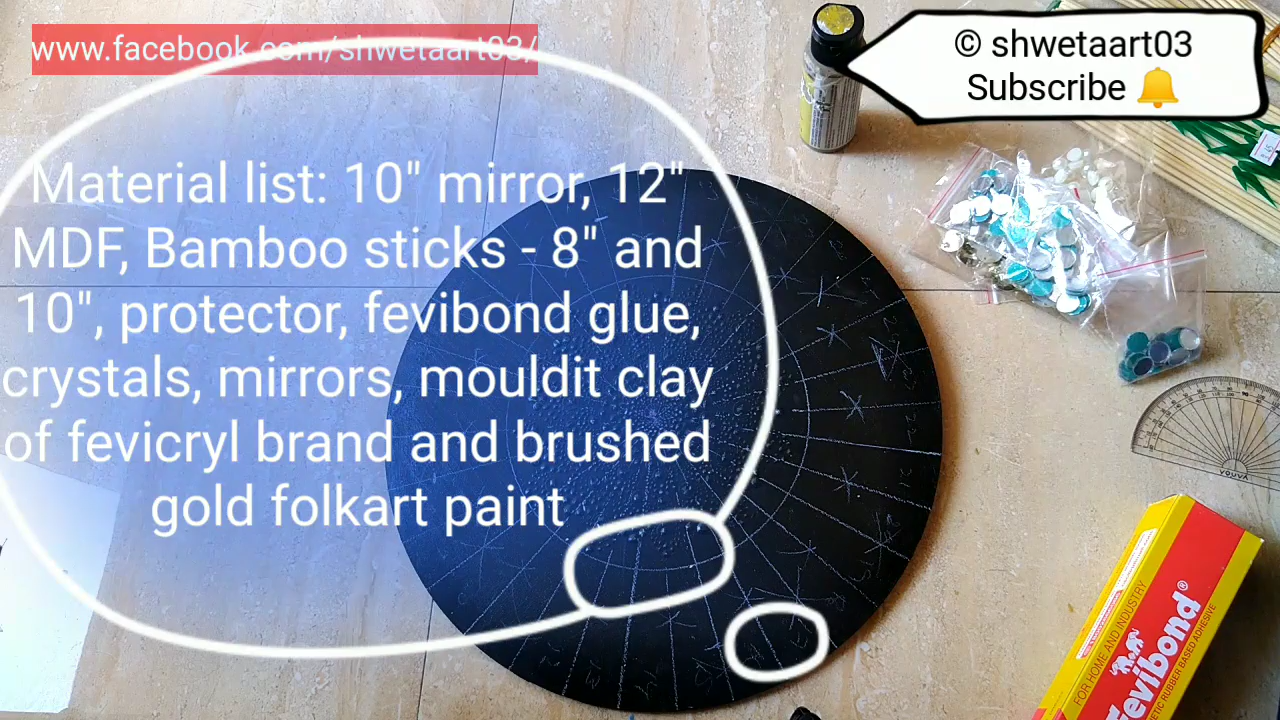 www.facebook.com/shwetaart03/
© shwetaart03
Subscribe 🔔
Material list: 10" mirror, 12"
MDF, Bamboo sticks - 8" and
10", protector, fevibond glue,
crystals, mirrors, mouldit clay
of fevicryl brand and brushed
gold folkart paint
FOR HOME AND INDUSTRY
Fevibond®